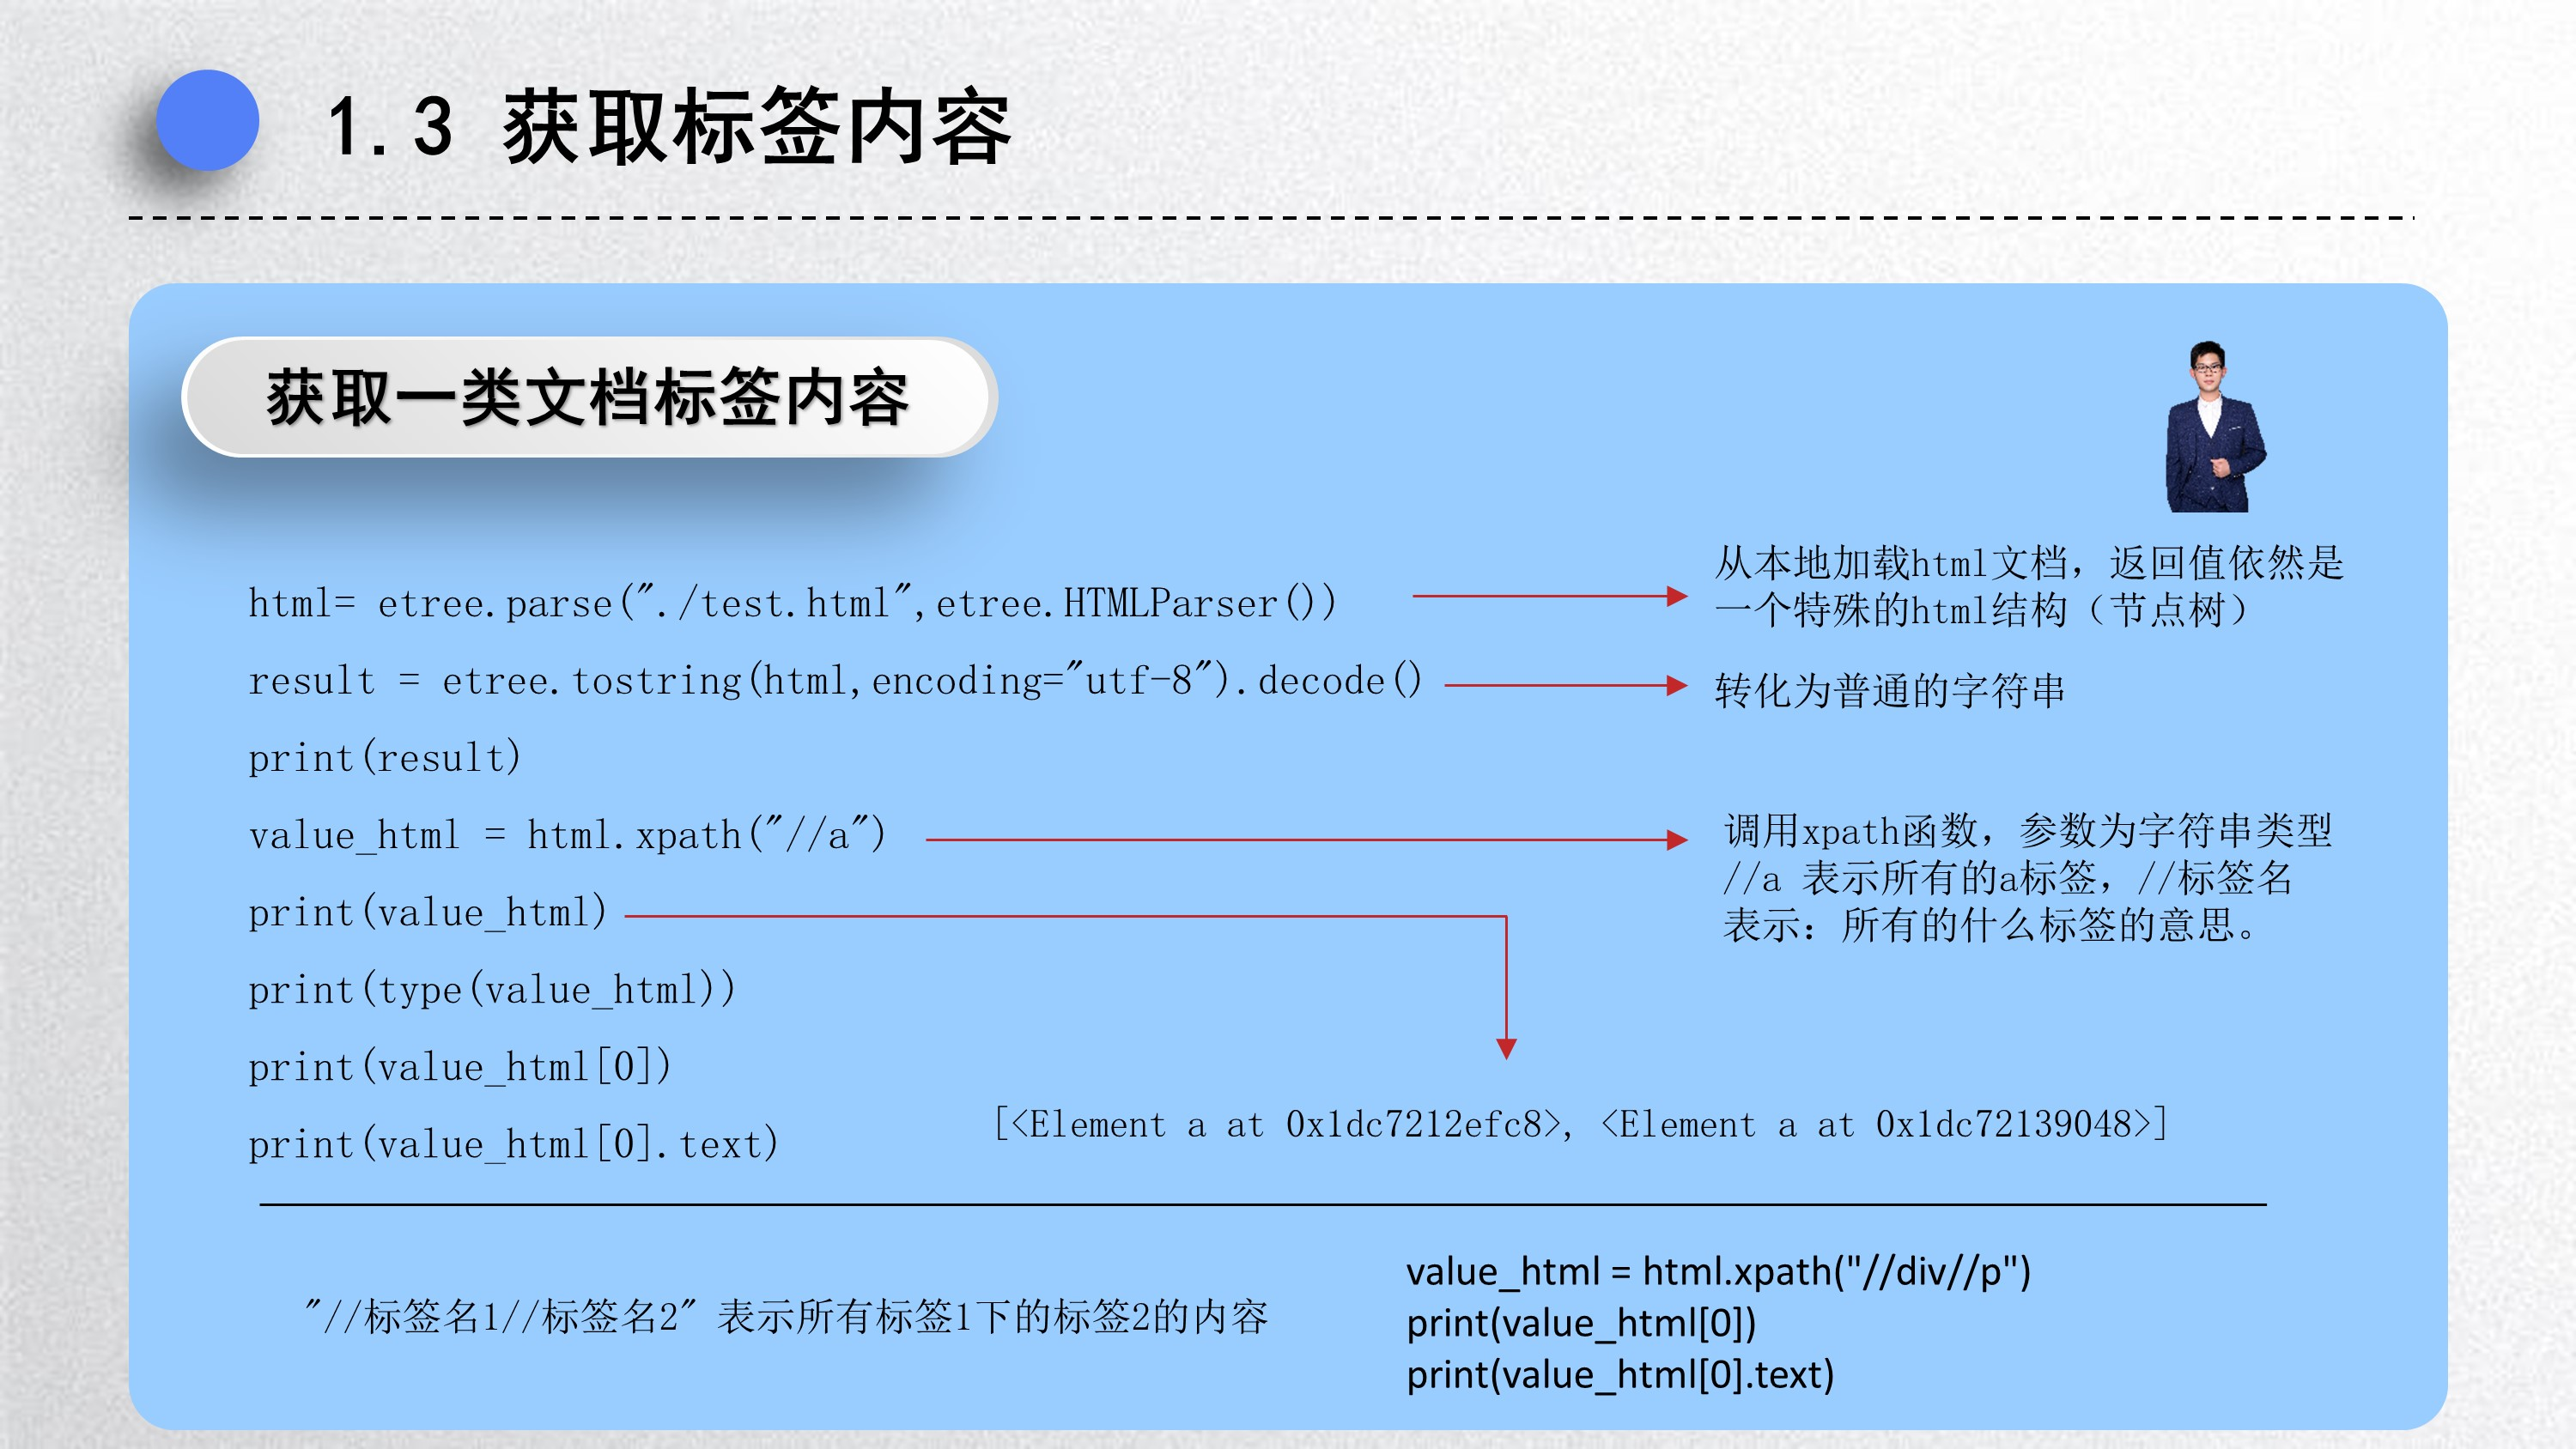 1.3 获取标签内容
获取一类文档标签内容
html= etree.parse("./test.html",etree.HTMLParser())
从本地加载html文档，返回值依然是
一个特殊的html结构（节点树）
result = etree.tostring(html,encoding="utf-8").decode()
转化为普通的字符串
print(result)
value_html = html.xpath("//a")
调用xpath函数，参数为字符串类型
//a 表示所有的a标签，//标签名
表示：所有的什么标签的意思。
print(value_html)
print(type(value_html))
print(value_html[0])
print(value_html[0].text)
[<Element a at 0x1dc7212efc8>, <Element a at 0x1dc72139048>]
"//标签名1//标签名2" 表示所有标签1下的标签2的内容
value_html = html.xpath("//div//p")
print(value_html[0])
print(value_html[0].text)